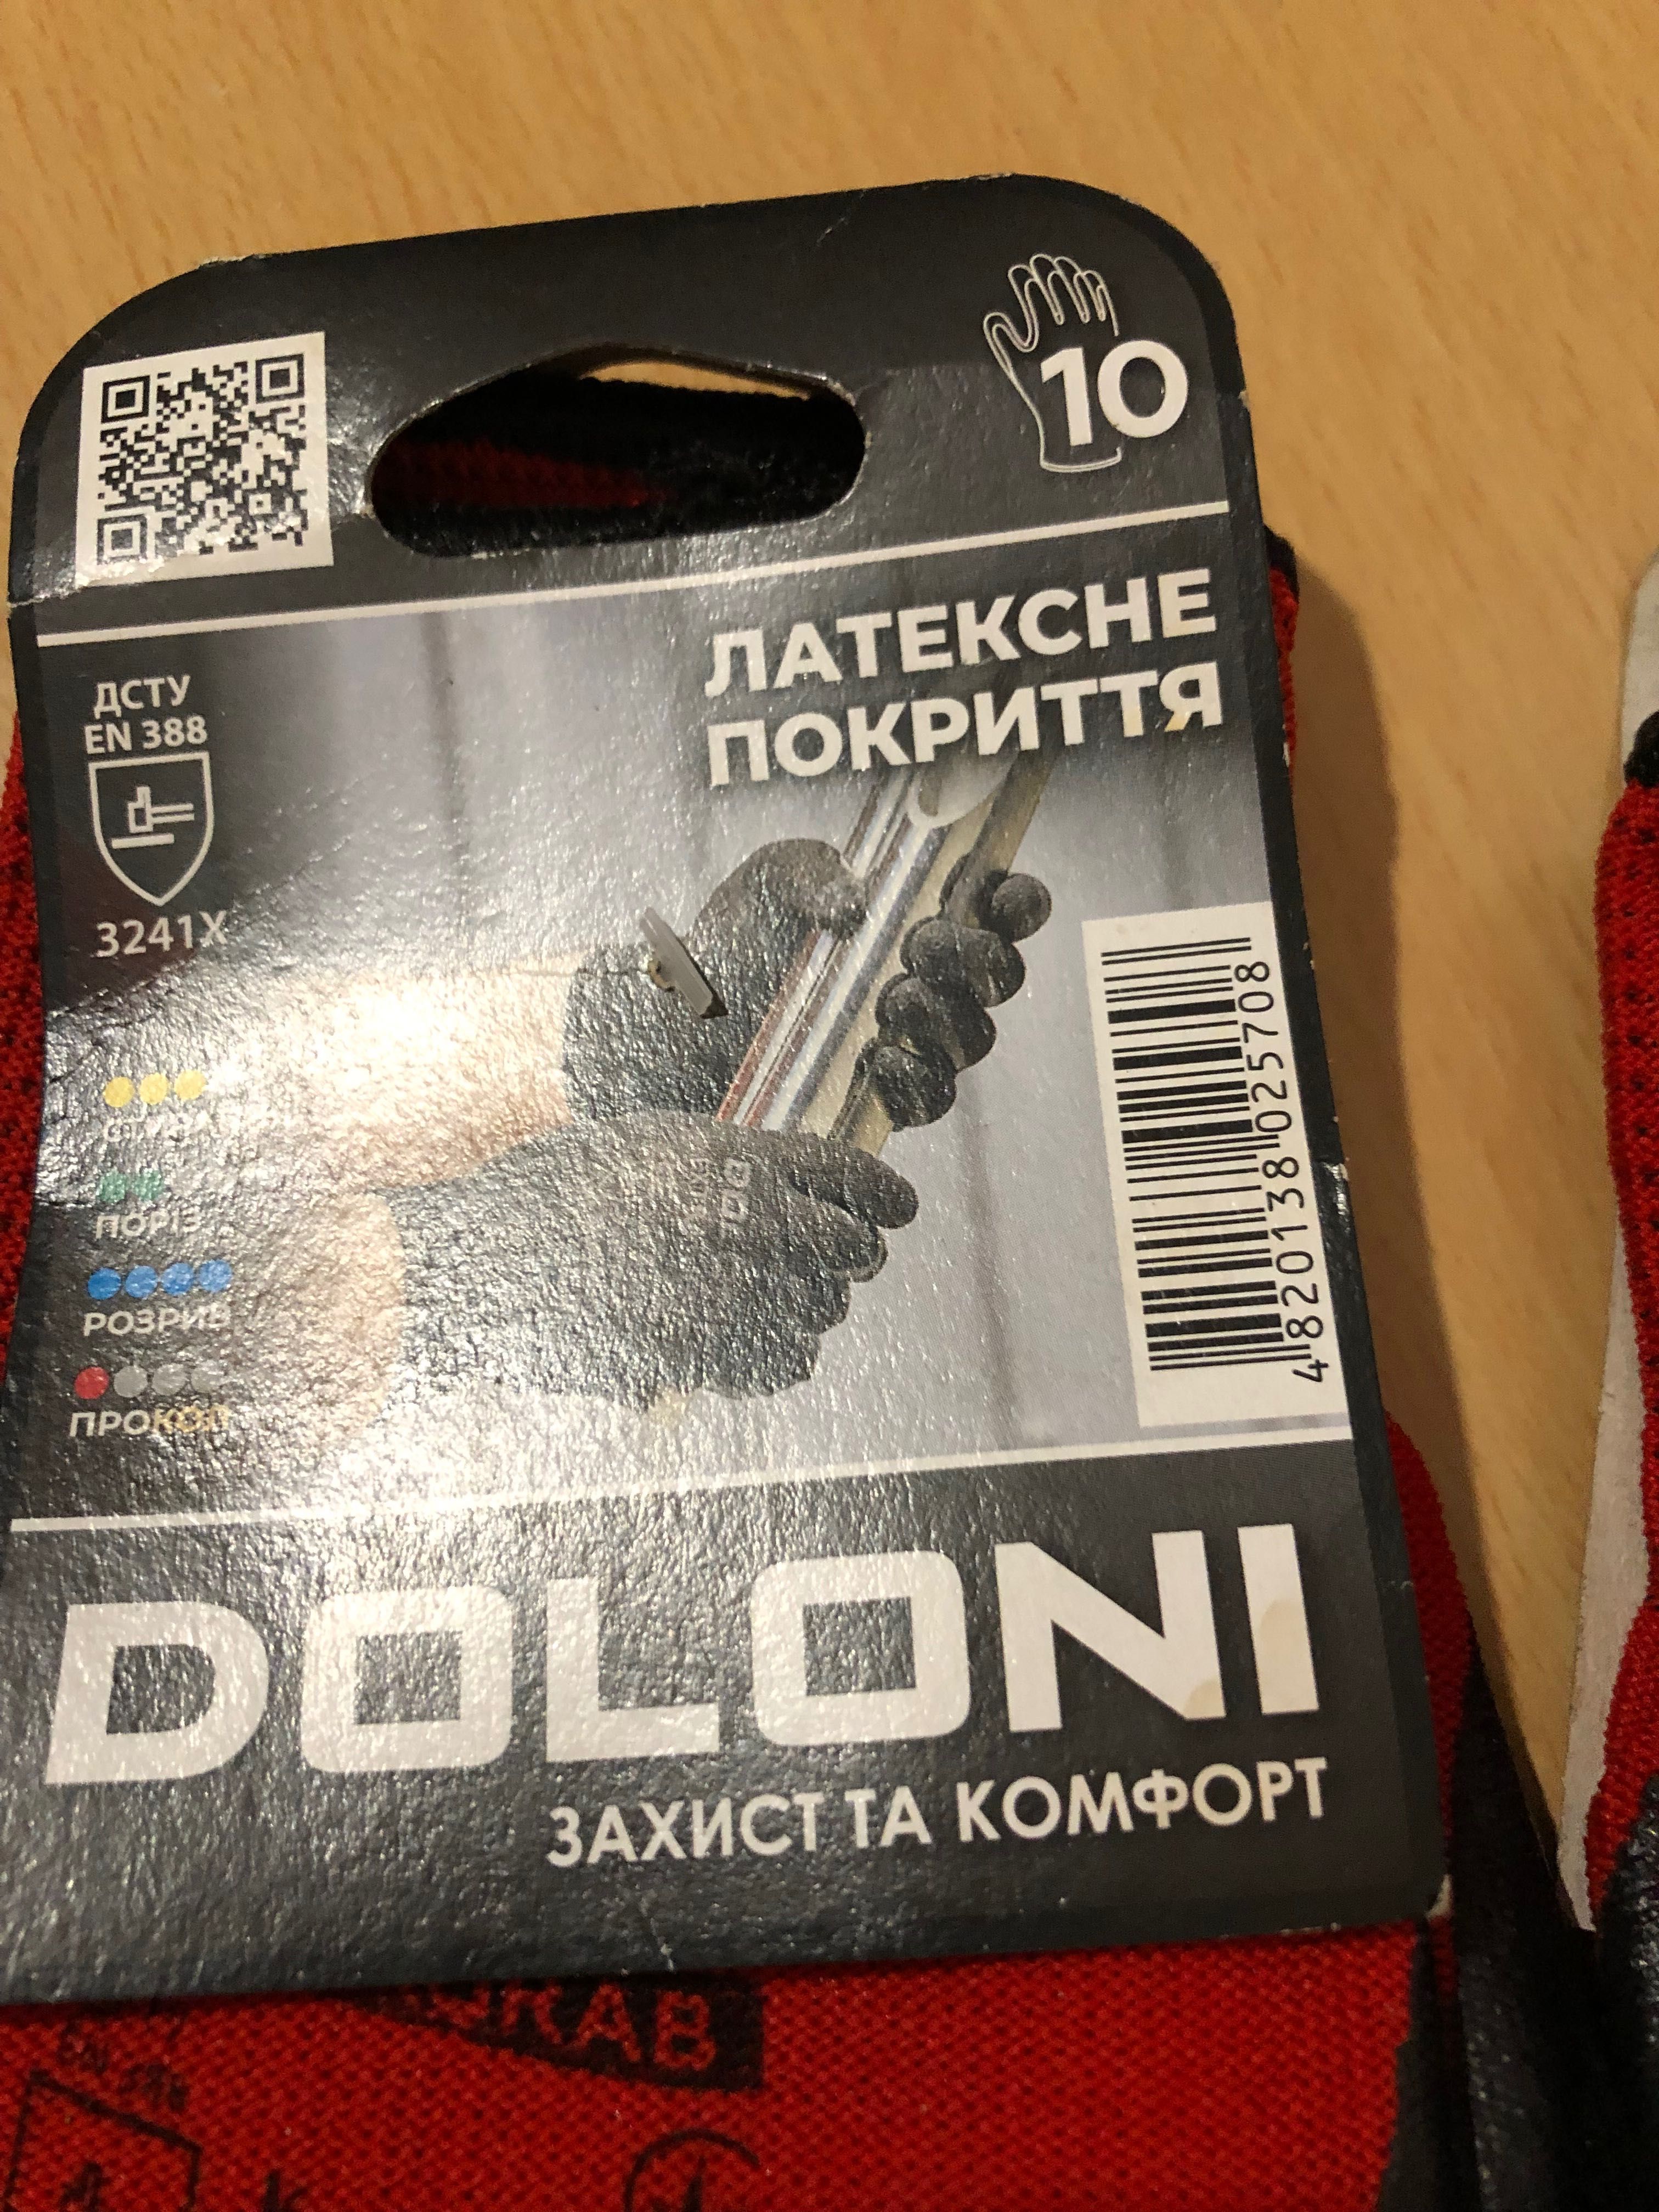 10
ЛАТЕКСНЕ
ПОКРИТТЯ
ДСТУ
EN 388
3241X
ПОРІЗ
РОЗРИВ
ПРОКОЛ
4820138025708
DOLONI
ЗАХИСТ ТА КОМФОРТ